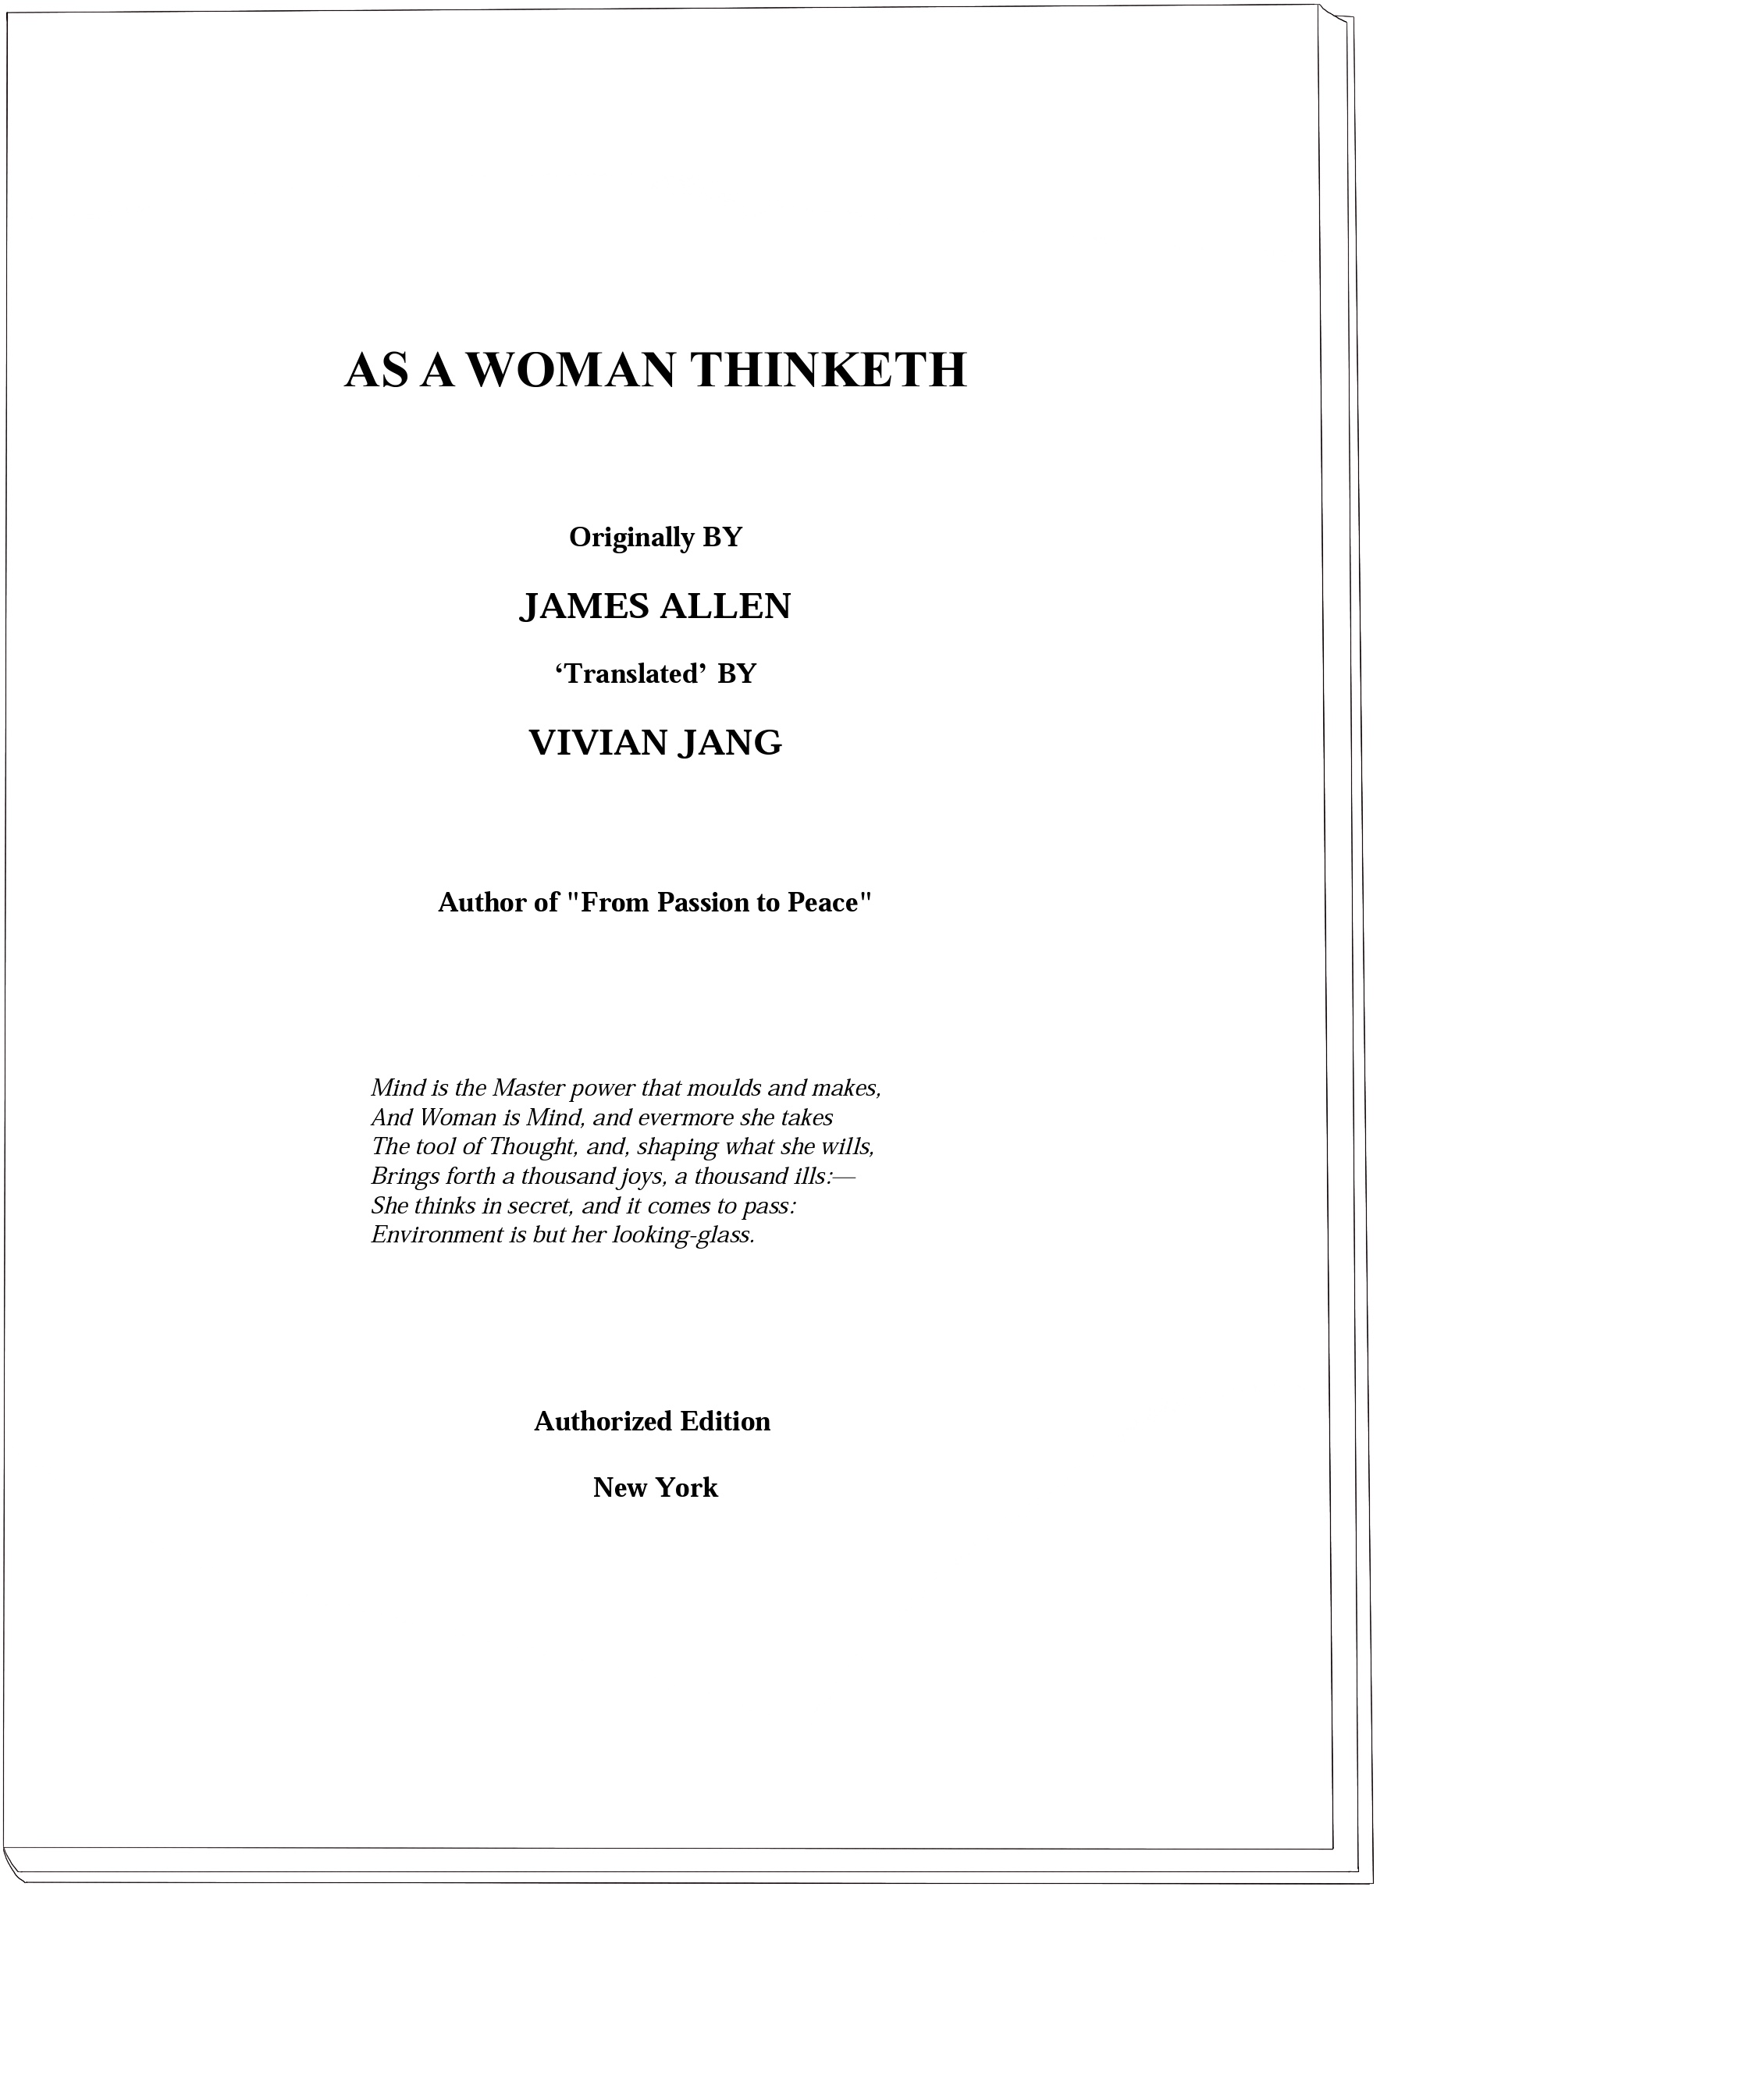 AS A WOMAN THINKETH
Originally BY
JAMES ALLEN
‘Translated’ BY
VIVIAN JANG
Author of "From Passion to Peace"
Mind is the Master power that moulds and makes,
And Woman is Mind, and evermore she takes
The tool of Thought, and, shaping what she wills,
Brings forth a thousand joys, a thousand ills:—
She thinks in secret, and it comes to pass:
Environment is but her looking-glass.
Authorized Edition
New York